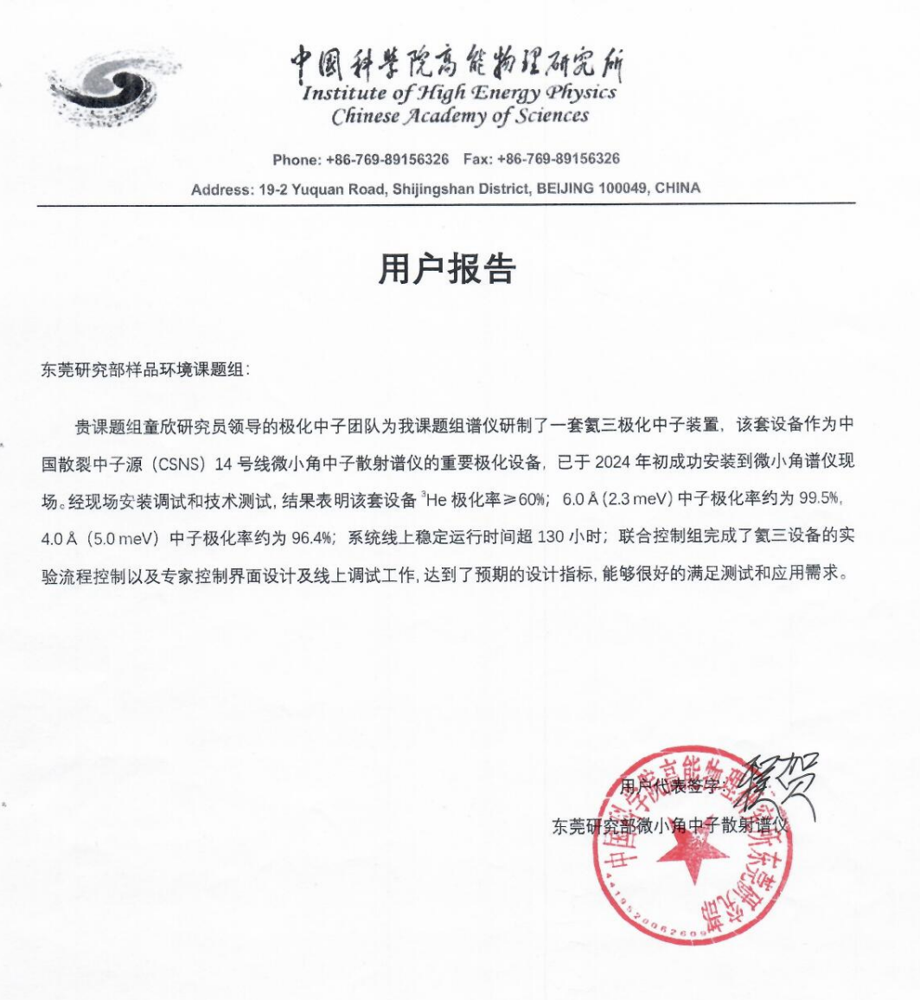 中国科学院高能物理研究所
Institute of High Energy Physics
Chinese Academy of Sciences
Phone: +86-769-89156326 Fax: +86-769-89156326
Address: 19-2 Yuquan Road, Shijingshan District, BEIJING 100049, CHINA
用户报告
东莞研究部样品环境课题组：
贵课题组童欣研究员领导的极化中子团队为我课题组谱仪研制了一套氦三极化中子装置，该套设备作为中
国散裂中子源（CSNS）14 号线微小角中子散射谱仪的重要极化设备，已于 2024 年初成功安装到微小角谱仪现
场。经现场安装调试和技术测试，结果表明该套设备 ³He 极化率≥60%；6.0 Å (2.3 meV) 中子极化率约为 99.5%，
4.0 Å（5.0 meV）中子极化率约为 96.4%；系统线上稳定运行时间超 130 小时；联合控制组完成了氦三设备的实
验流程控制以及专家控制界面设计及线上调试工作，达到了预期的设计指标，能够很好的满足测试和应用需求。
用户代表签字：
东莞研究部微小角中子散射谱仪
中国科学院高能物理研究所东莞研究部